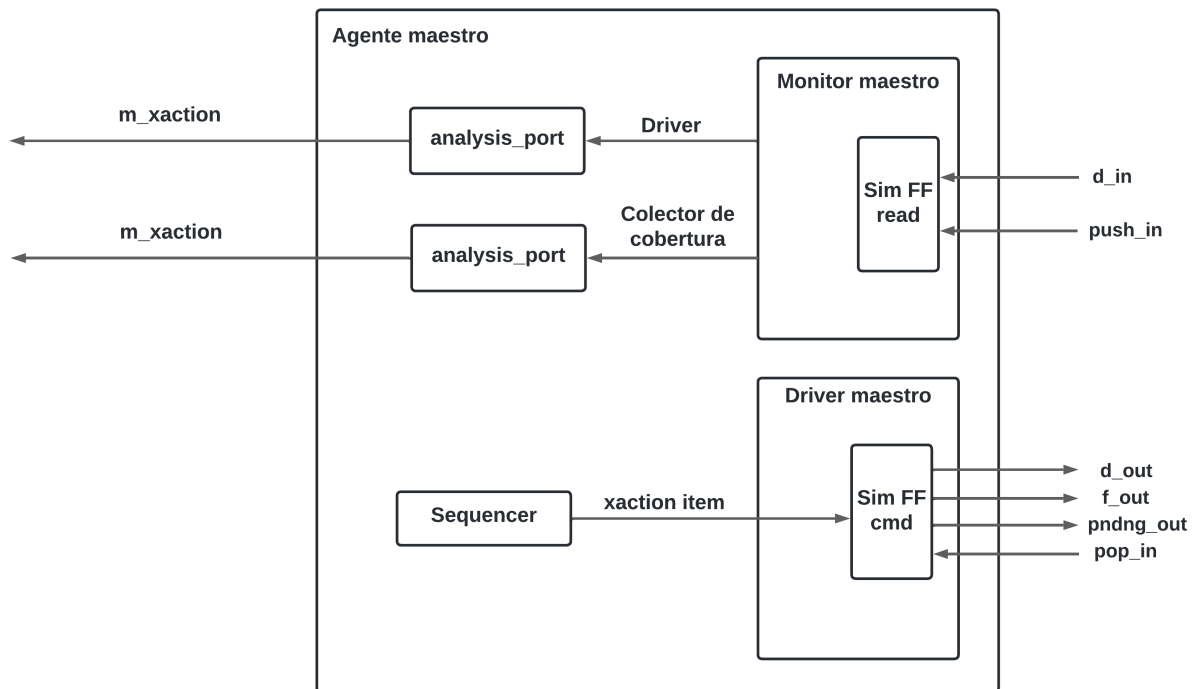 Agente maestro
Monitor maestro
m_xaction
analysis_port
Driver
Sim FF
read
d_in
push_in
m_xaction
analysis_port
Colector de
cobertura
Driver maestro
Sequencer
xaction item
Sim FF
cmd
d_out
f_out
pndng_out
pop_in